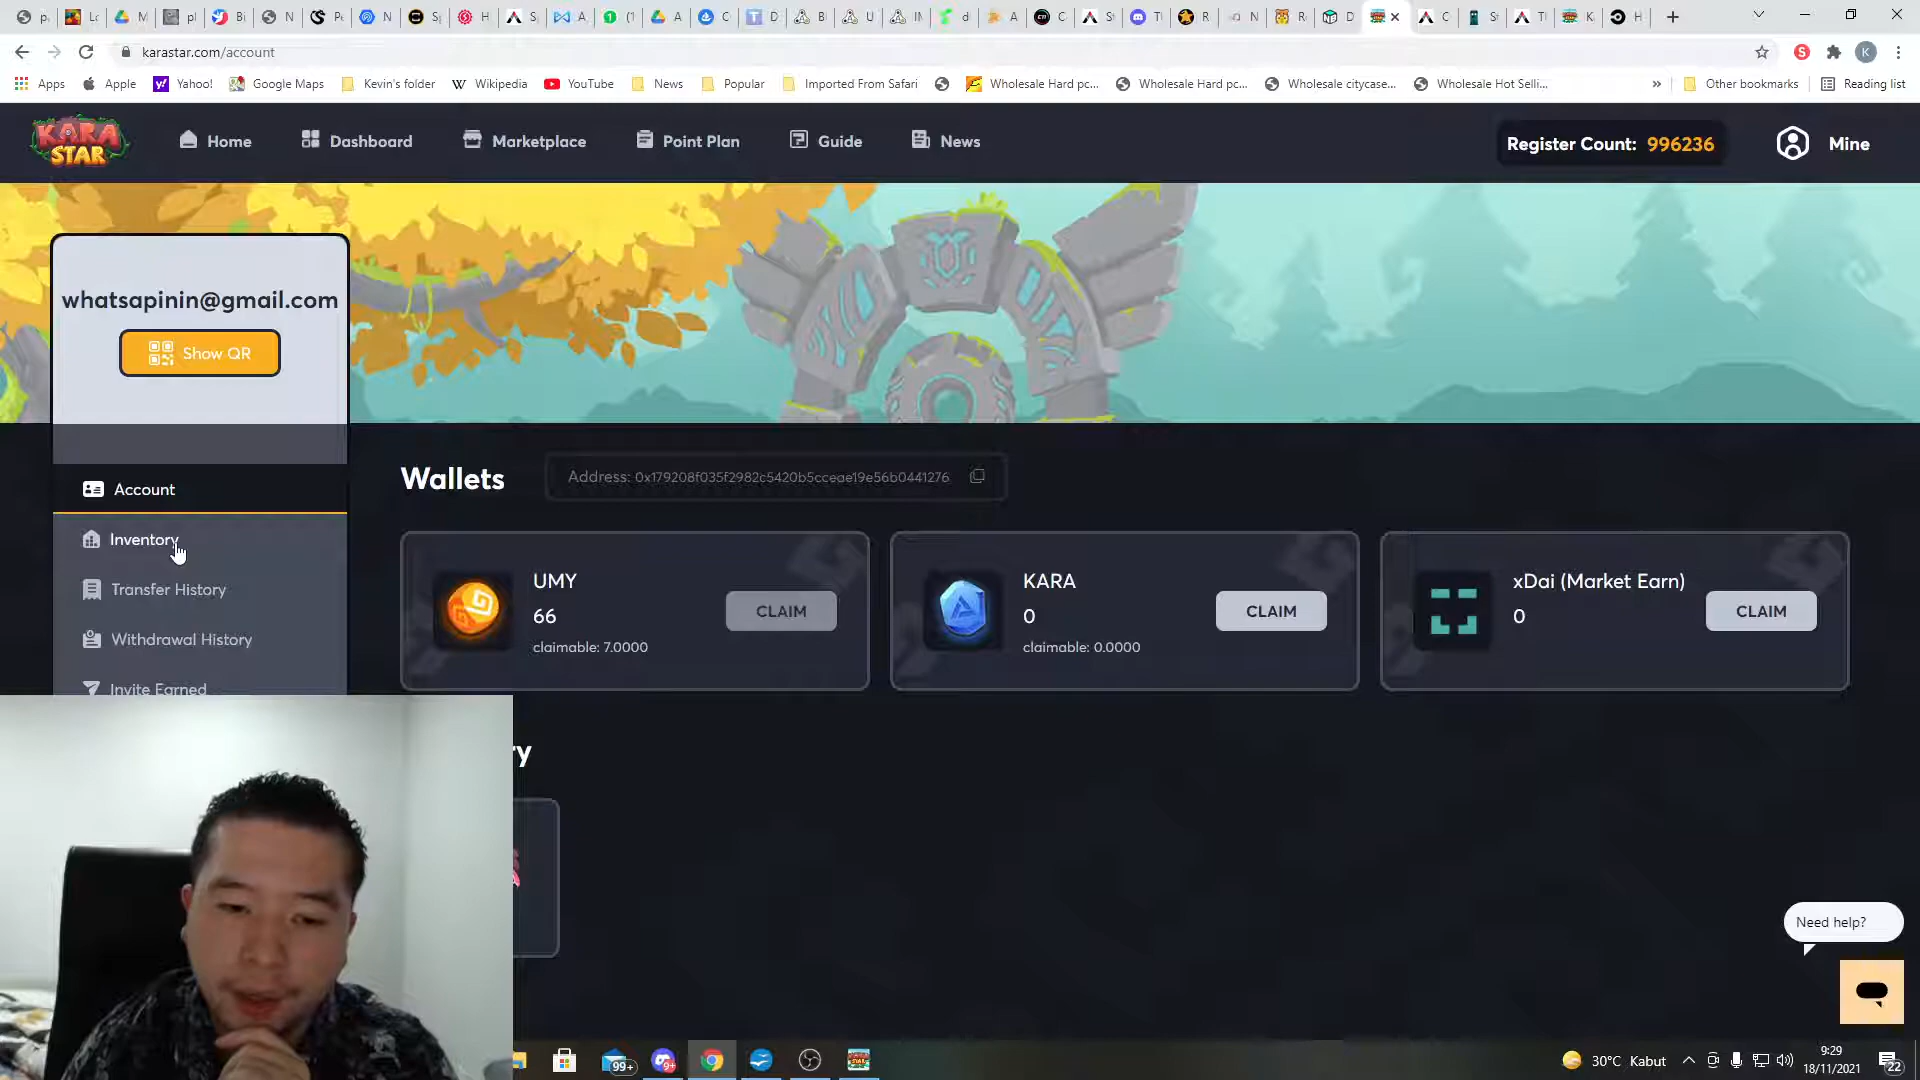 karastar.com/account
Apps Apple Yahoo! Google Maps Kevin's folder Wikipedia YouTube News Popular Imported From Safari Wholesale Hard pc... Wholesale Hard pc... Wholesale citycase... Wholesale Hot Selli... » Other bookmarks Reading list
KARA STAR
Home Dashboard Marketplace Point Plan Guide News Register Count: 996236 Mine
whatsapinin@gmail.com
Show QR
Account
Inventory
Transfer History
Withdrawal History
Invite Earned
Wallets Address: 0x179208f035f2982c5420b5cceae19e56b0441276
UMY
66
claimable: 7.0000
CLAIM
KARA
0
claimable: 0.0000
CLAIM
xDai (Market Earn)
0
CLAIM
Need help?
99+ 9+
30°C Kabut
9:29
18/11/2021
22